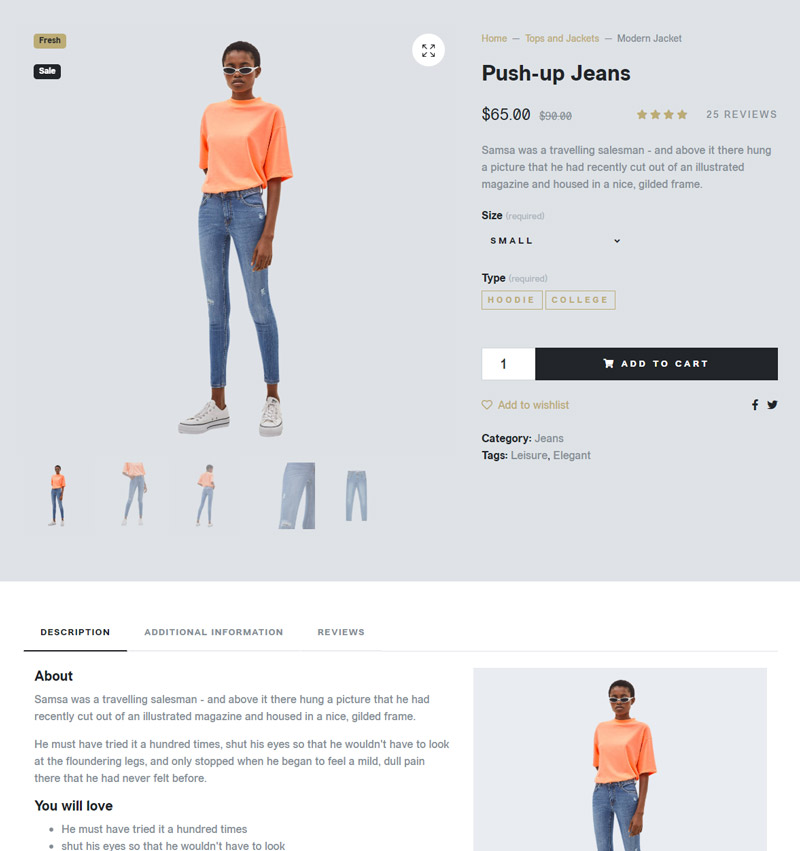 Fresh
Sale
Home — Tops and Jackets — Modern Jacket
Push-up Jeans
$65.00 $90.00 25 REVIEWS
Samsa was a travelling salesman - and above it there hung
a picture that he had recently cut out of an illustrated
magazine and housed in a nice, gilded frame.
Size (required)
SMALL
Type (required)
HOODIE COLLEGE
1 ADD TO CART
Add to wishlist
Category: Jeans
Tags: Leisure, Elegant
DESCRIPTION ADDITIONAL INFORMATION REVIEWS
About
Samsa was a travelling salesman - and above it there hung a picture that he had
recently cut out of an illustrated magazine and housed in a nice, gilded frame.
He must have tried it a hundred times, shut his eyes so that he wouldn't have to look
at the floundering legs, and only stopped when he began to feel a mild, dull pain
there that he had never felt before.
You will love
He must have tried it a hundred times
shut his eyes so that he wouldn't have to look